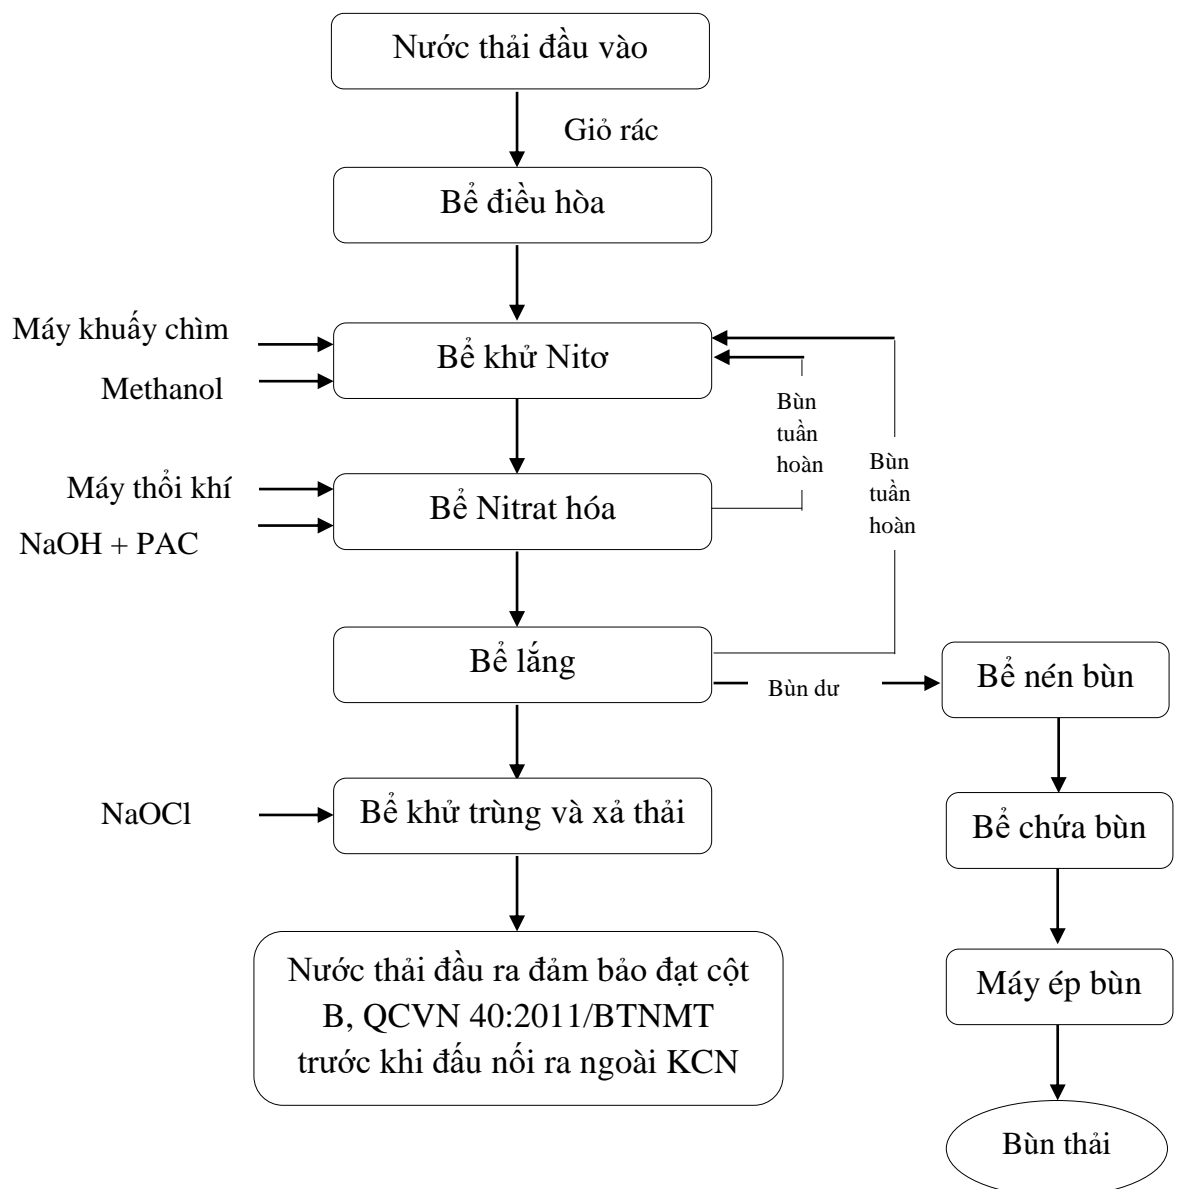 Nước thải đầu vào
Giỏ rác
Bể điều hòa
Máy khuấy chìm
Methanol
Bể khử Nitơ
Bùn
tuần
hoàn
Bùn
tuần
hoàn
Máy thổi khí
NaOH + PAC
Bể Nitrat hóa
Bể lắng
Bùn dư
Bể nén bùn
NaOCl
Bể khử trùng và xả thải
Bể chứa bùn
Nước thải đầu ra đảm bảo đạt cột
B, QCVN 40:2011/BTNMT
trước khi đấu nối ra ngoài KCN
Máy ép bùn
Bùn thải